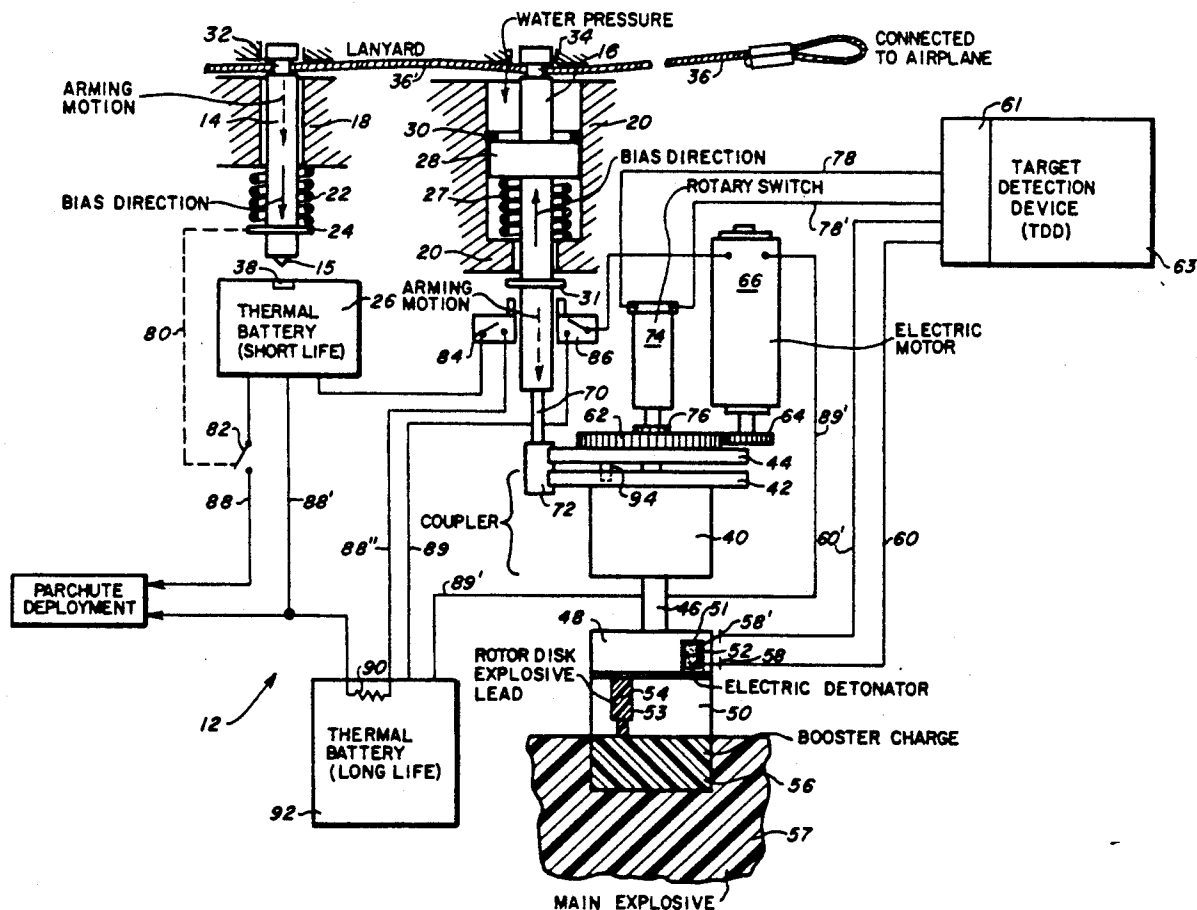 WATER PRESSURE
32
LANYARD
34
16
CONNECTED
TO AIRPLANE
36'
36
ARMING
MOTION
14
18
30
20
28
BIAS DIRECTION
61
78
ROTARY SWITCH
TARGET
DETECTION
DEVICE
(TDD)
BIAS DIRECTION
22
27
78'
24
20
63
15
66
38
ARMING
MOTION
31
THERMAL
BATTERY
(SHORT LIFE)
26
80
74
ELECTRIC
MOTOR
84
86
70
62
76
64
89'
82
44
94
42
72
88
88'
COUPLER
40
88"
89
60'
60
PARCHUTE
DEPLOYMENT
89'
46
51
48
58'
52
58
ROTOR DISK
EXPLOSIVE
LEAD
90
54
53
ELECTRIC DETONATOR
50
12
THERMAL
BATTERY
(LONG LIFE)
BOOSTER CHARGE
56
92
57
MAIN EXPLOSIVE